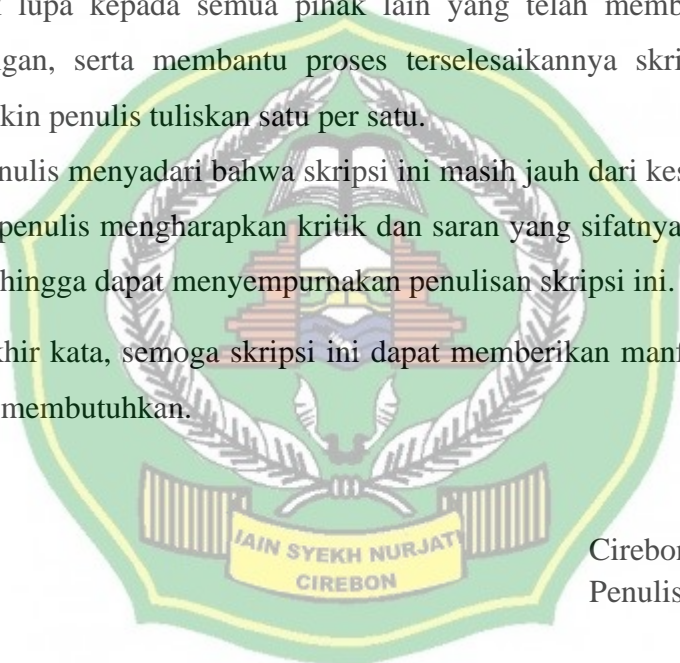 lupa kepada semua pihak lain yang telah memb
ngan, serta membantu proses terselesaikannya skri
kin penulis tuliskan satu per satu.
nulis menyadari bahwa skripsi ini masih jauh dari kes
penulis mengharapkan kritik dan saran yang sifatnya
hingga dapat menyempurnakan penulisan skripsi ini.
khir kata, semoga skripsi ini dapat memberikan manf
membutuhkan.
IAIN SYEKH NURJATI
CIREBON
Cirebon
Penulis